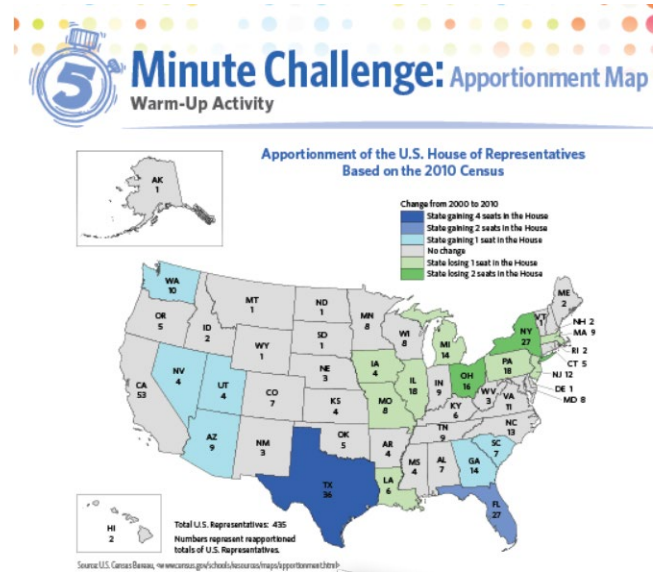 5 Minute Challenge: Apportionment Map
Warm-Up Activity
Apportionment of the U.S. House of Representatives
Based on the 2010 Census
Change from 2000 to 2010
State gaining 4 seats in the House
State gaining 2 seats in the House
State gaining 1 seat in the House
No change
State losing 1 seat in the House
State losing 2 seats in the House
AK
1
WA
10
OR
5
CA
53
NV
4
ID
2
UT
4
AZ
9
MT
1
WY
1
CO
7
NM
3
ND
1
SD
1
NE
3
KS
4
OK
5
TX
36
MN
8
IA
4
MO
8
AR
4
LA
6
WI
8
IL
18
MI
14
IN
9
OH
16
KY
6
TN
9
MS
4
AL
7
GA
14
FL
27
SC
7
NC
13
VA
11
WV
3
PA
18
NY
27
VT
1
ME
2
NH 2
MA 9
RI 2
CT 5
NJ 12
DE 1
MD 8
HI
2
Total U.S. Representatives: 435
Numbers represent reapportioned
totals of U.S. Representatives.
Source: U.S. Census Bureau, <www.census.gov/schools/resources/maps/apportionment.html>